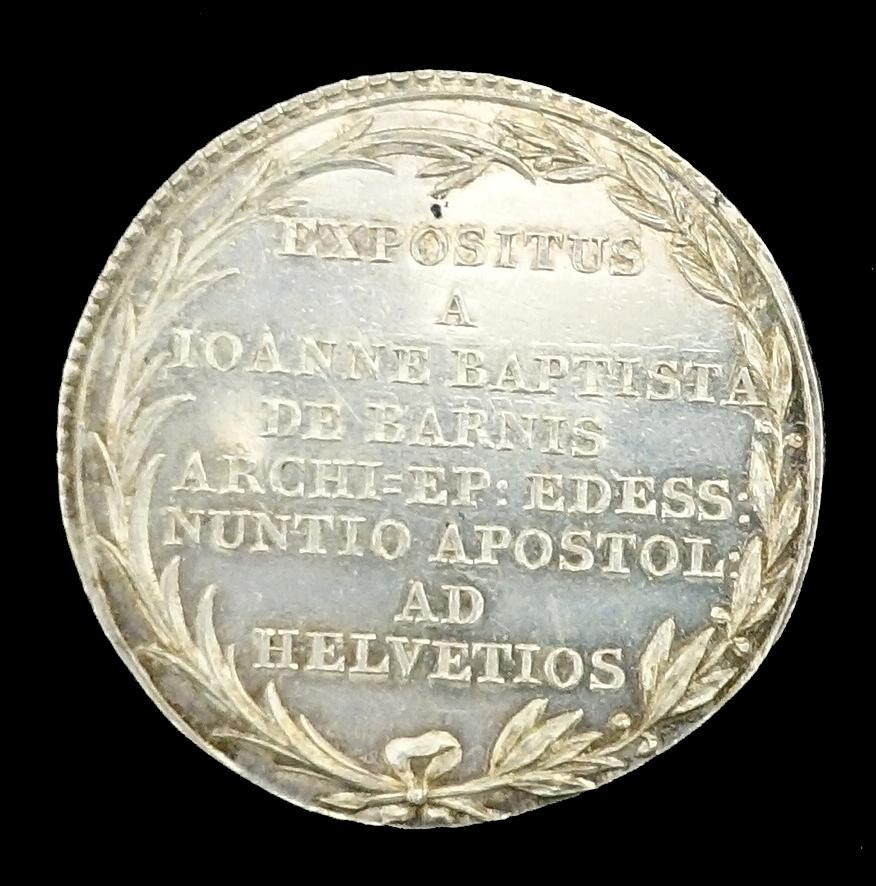 EXPOSITUS
A
IOANNE BAPTISTA
DE BARNIS
ARCHI=EP: EDESS:
NUNTIO APOSTOL:
AD
HELVETIOS